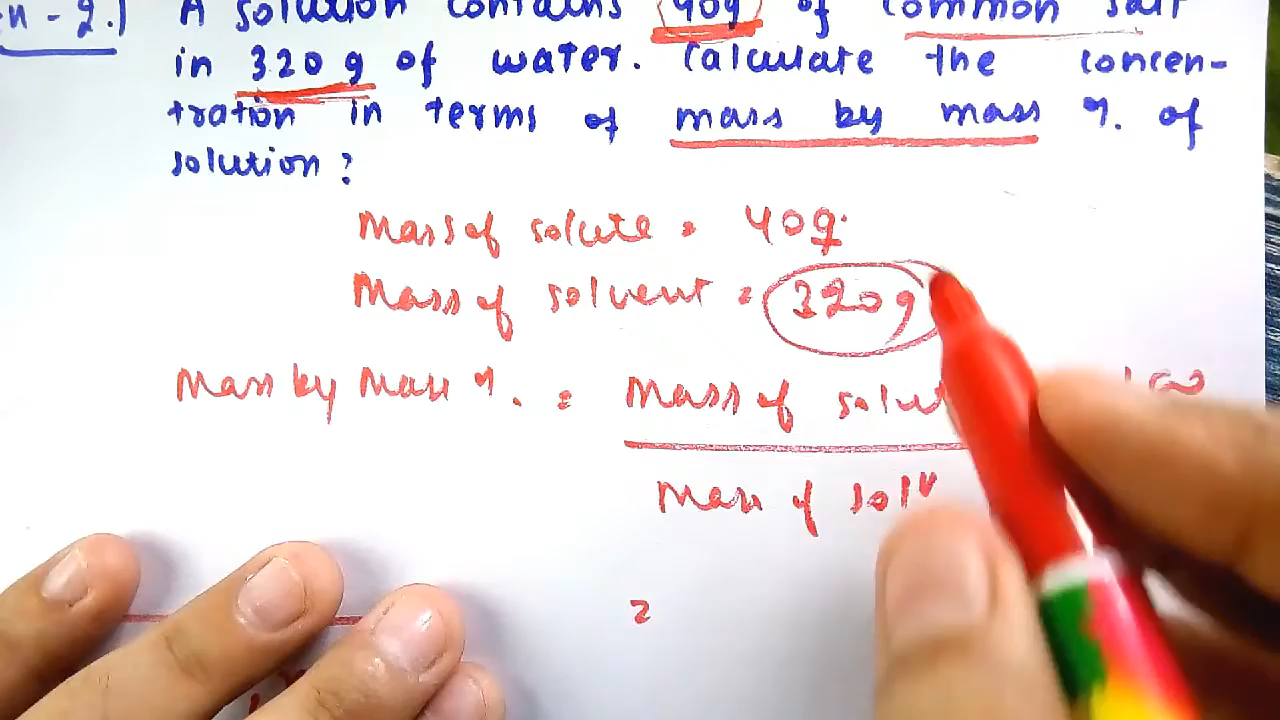 A solution contains 40g of common salt
in 320 g of water. Calculate the concen-
tration in terms of mass by mass %. of
solution?
Mass of solute = 40g.
Mass of solvent = 320g
Mass by Mass %. = Mass of solut 100
Mass of solu
=